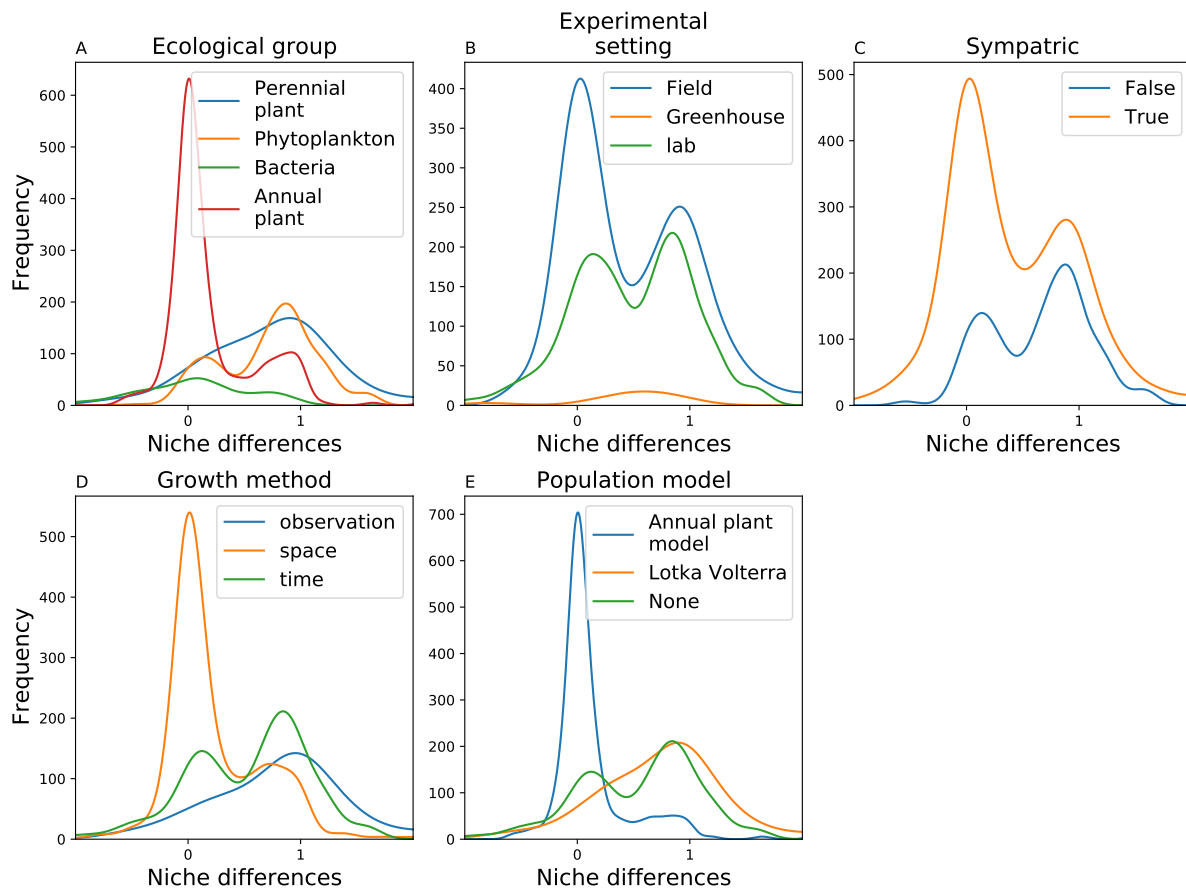 A
Ecological group
600
500
400
300
200
100
0
Frequency
Perennial
plant
Phytoplankton
Bacteria
Annual
plant
0 1
Niche differences
B
Experimental
setting
400
350
300
250
200
150
100
50
0
Field
Greenhouse
lab
0 1
Niche differences
C
Sympatric
500
400
300
200
100
0
False
True
0 1
Niche differences
D
Growth method
500
400
300
200
100
0
Frequency
observation
space
time
0 1
Niche differences
E
Population model
700
600
500
400
300
200
100
0
Annual plant
model
Lotka Volterra
None
0 1
Niche differences